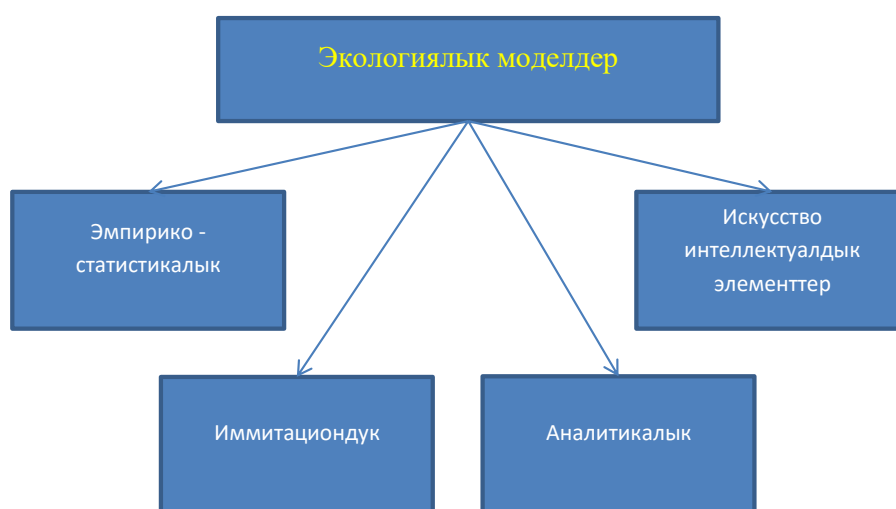 Экологиялык моделдер
Эмпирико -
статистикалык
Искусство
интеллектуалдык
элементтер
Иммитациондук
Аналитикалык